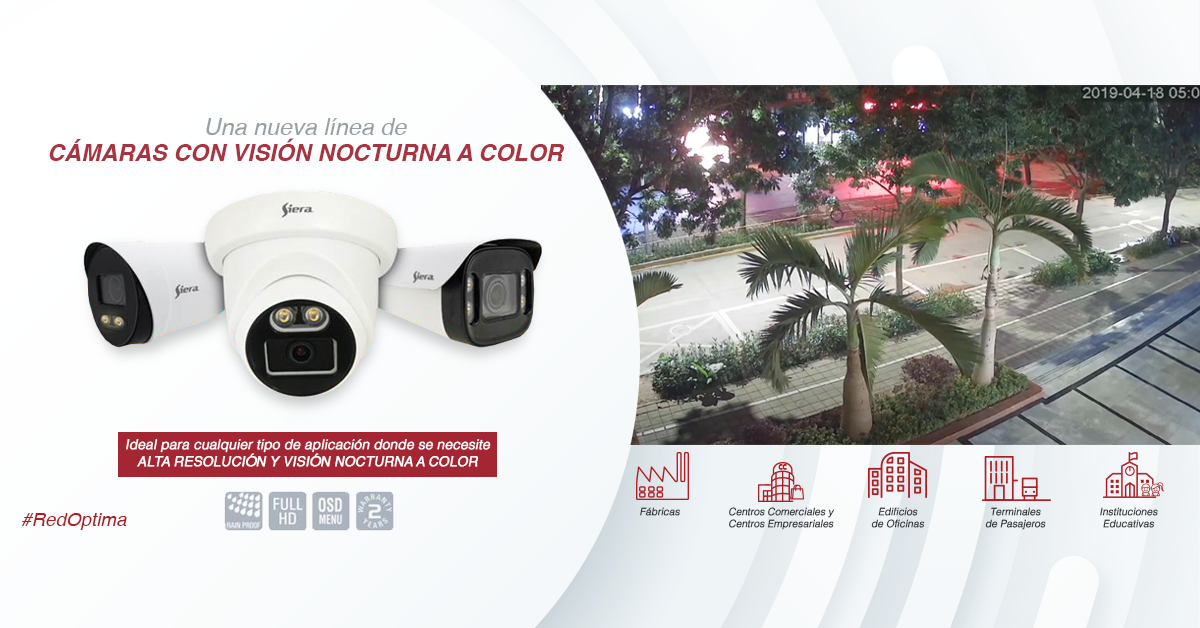 Una nueva línea de
CÁMARAS CON VISIÓN NOCTURNA A COLOR
Siera
Siera
Siera
Ideal para cualquier tipo de aplicación donde se necesite
ALTA RESOLUCIÓN Y VISIÓN NOCTURNA A COLOR
RAIN PROOF
FULL
HD
OSD
MENU
WARRANTY
2
YEARS
#RedOptima
2019-04-18 05:0
CC
Fábricas
Centros Comerciales y
Centros Empresariales
Edificios
de Oficinas
Terminales
de Pasajeros
Instituciones
Educativas